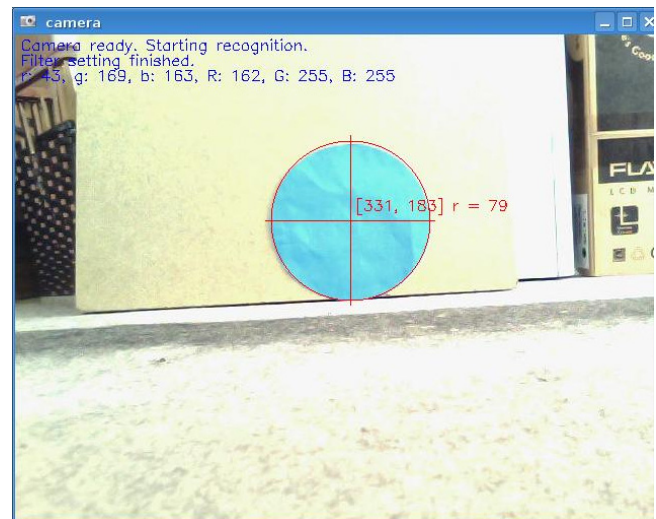 camera
Camera ready. Starting recognition.
Filter setting finished.
r: 43, g: 169, b: 163, R: 162, G: 255, B: 255
[331, 183] r = 79
FLA
LCD M